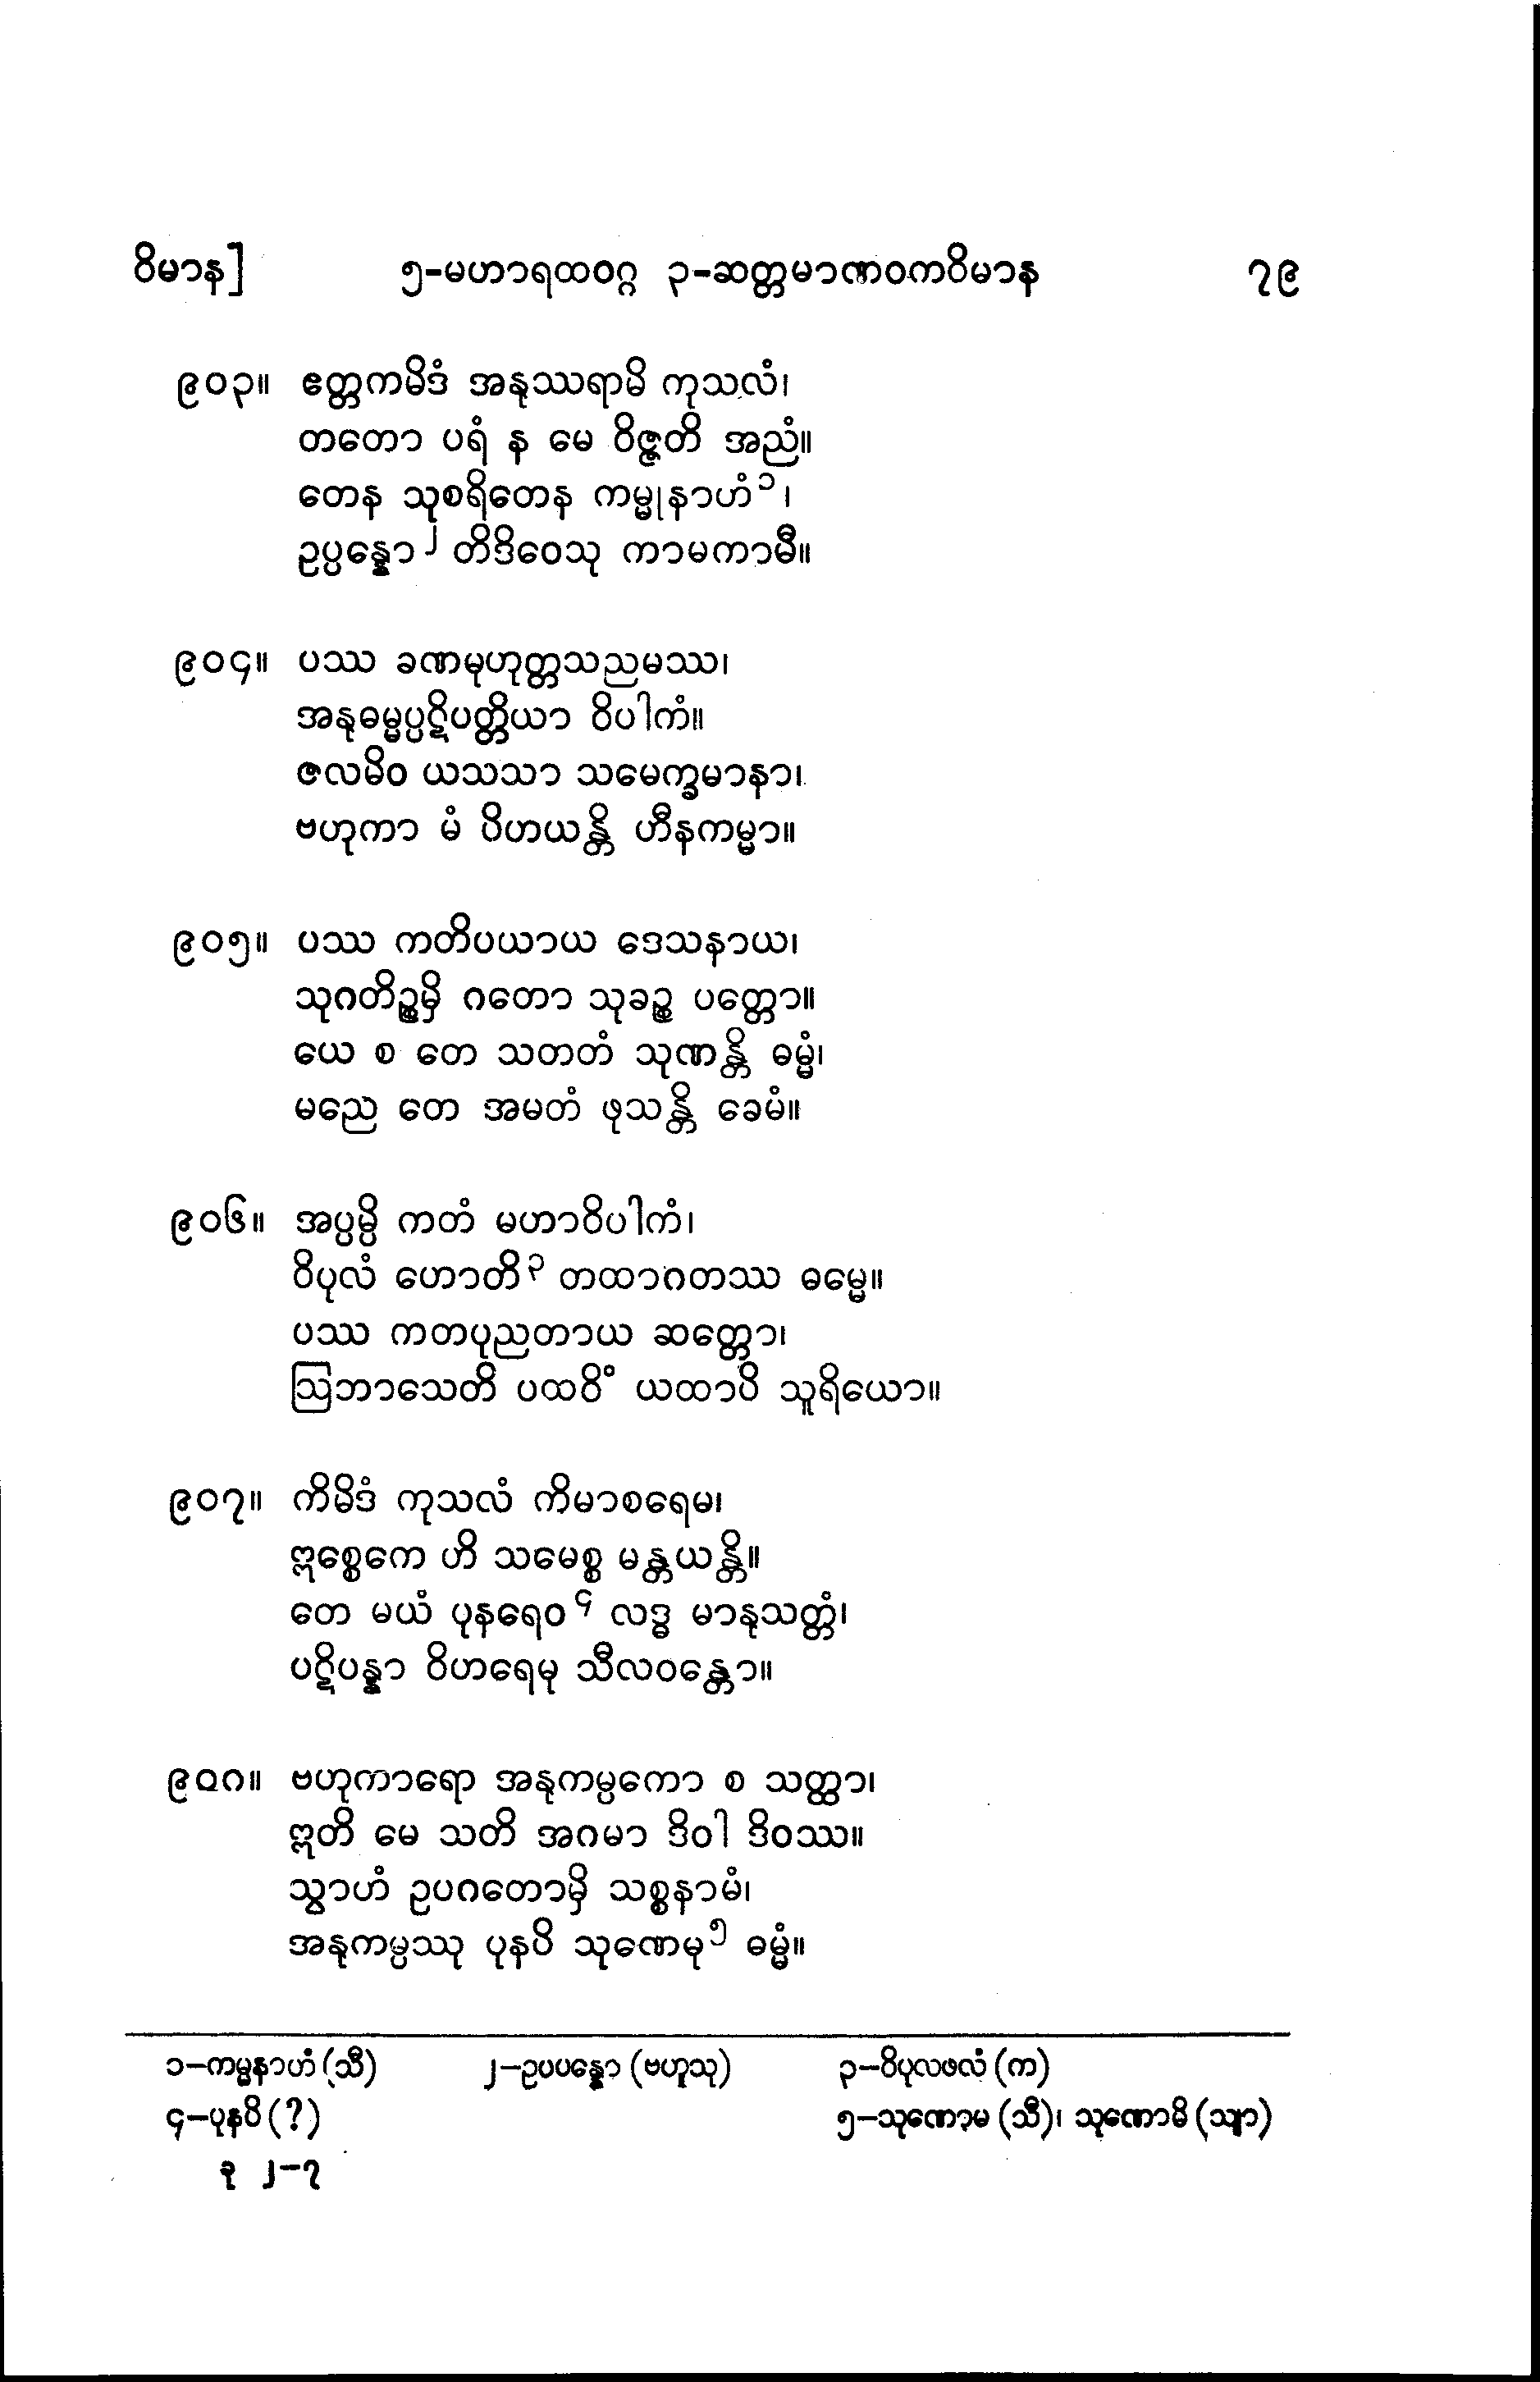 ဝိမာန]	၅-မဟာရထဝဂ္ဂ ၃-ဆတ္တမာဏဝကဝိမာန	၇၉
၉၀၃။ ဧတ္တကမိဒံ အနုဿရာမိ ကုသလံ၊
တတော ပရံ န မေ ဝိဇ္ဇတိ အညံ။
တေန သုစရိတေန ကမ္မုနာဟံ၁၊
ဥပ္ပန္နော၂ တိဒိဝေသု ကာမကာမီ။
၉၀၄။ ပဿ ခဏမုဟုတ္တသညမဿ၊
အနုဓမ္မပ္ပဋိပတ္တိယာ ဝိပါကံ။
ဇလမိဝ ယသသာ သမေက္ခမာနာ၊
ဗဟုကာ မံ ပိဟယန္တိ ဟီနကမ္မာ။
၉၀၅။ ပဿ ကတိပယာယ ဒေသနာယ၊
သုဂတိဉ္စမှိ ဂတော သုခဉ္စ ပတ္တော။
ယေ စ တေ သတတံ သုဏန္တိ ဓမ္မံ၊
မညေ တေ အမတံ ဖုသန္တိ ခေမံ။
၉၀၆။ အပ္ပမ္ပိ ကတံ မဟာဝိပါကံ၊
ဝိပုလံ ဟောတိ၃ တထာဂတဿ ဓမ္မေ။
ပဿ ကတပုညတာယ ဆတ္တော၊
ဩဘာသေတိ ပထဝိံ ယထာပိ သူရိယော။
၉၀၇။ ကိမိဒံ ကုသလံ ကိမာစရေမ၊
ဣစ္စေကေ ဟိ သမေစ္စ မန္တယန္တိ။
တေ မယံ ပုနရေဝ၄ လဒ္ဓ မာနုသတ္တံ၊
ပဋိပန္နာ ဝိဟရေမု သီလဝန္တော။
၉၀၈။ ဗဟုကာရော အနုကမ္ပကော စ သတ္ထာ၊
ဣတိ မေ သတိ အဂမာ ဒိဝါ ဒိဝဿ။
သွာဟံ ဥပဂတောမှိ သစ္စနာမံ၊
အနုကမ္ပဿု ပုနပိ သုဏေမု၅ ဓမ္မံ။
၁-ကမ္မနာဟံ (သီ)	၂-ဥပပန္နော (ဗဟူသု)	၃-ဝိပုလဖလံ (က)
၄-ပုနပိ (?)	၅-သုဏောမ (သီ)၊ သုဏောမိ (သျာ)
ခု ၂-၇